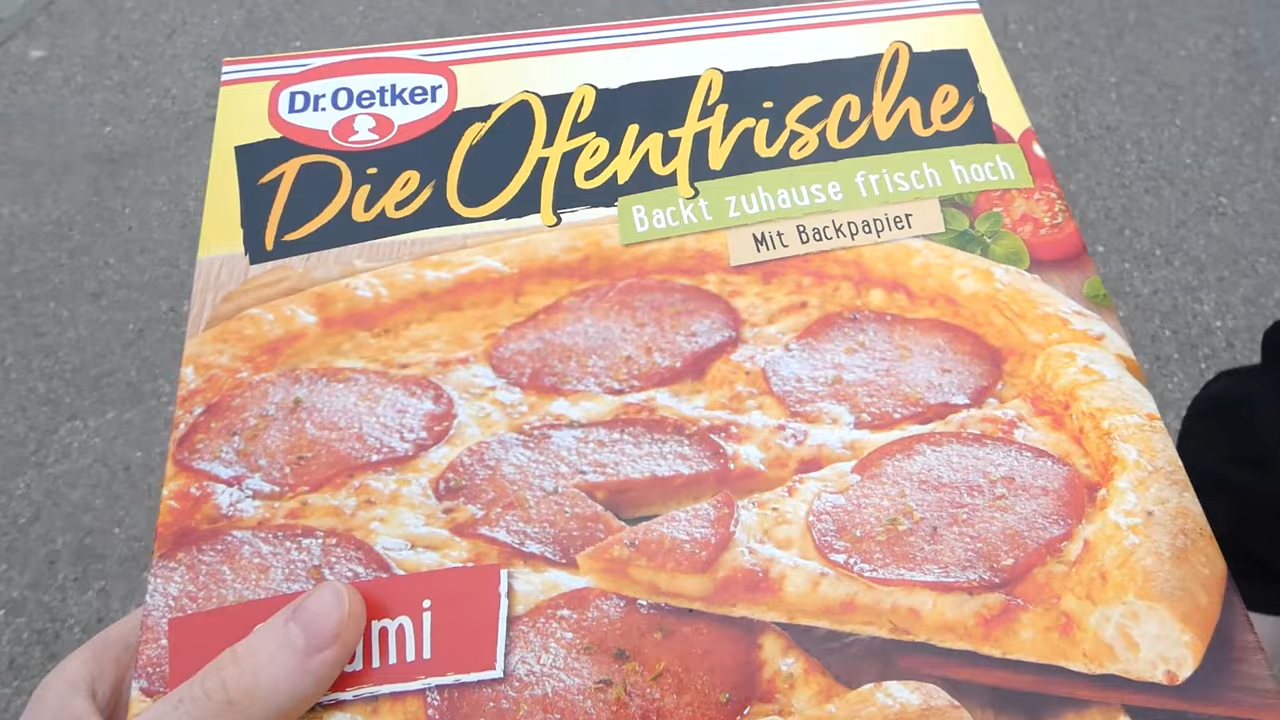 Dr. Oetker
Die Ofenfrische
Backt zuhause frisch hoch
Mit Backpapier
ami